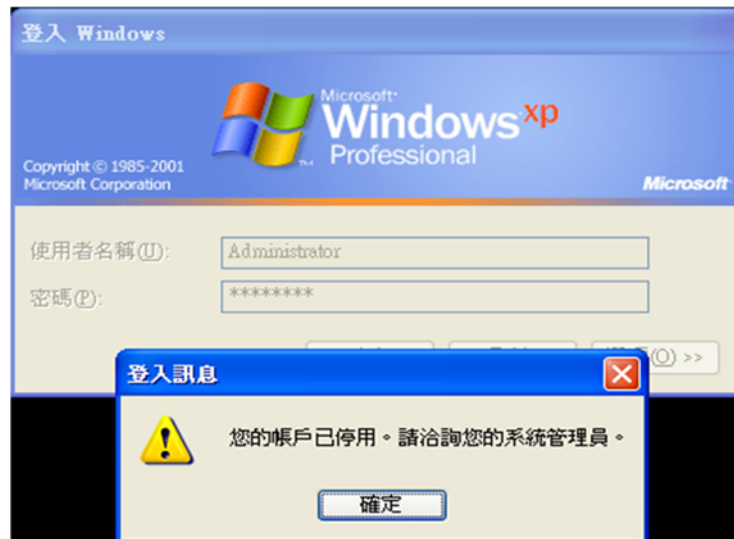 登入 Windows
Microsoft
Windows xp
Professional
Copyright © 1985-2001
Microsoft Corporation
Microsoft
使用者名稱(U):
Administrator
密碼(P):
********
(O) >>
登入訊息
您的帳戶已停用。請洽詢您的系統管理員。
確定